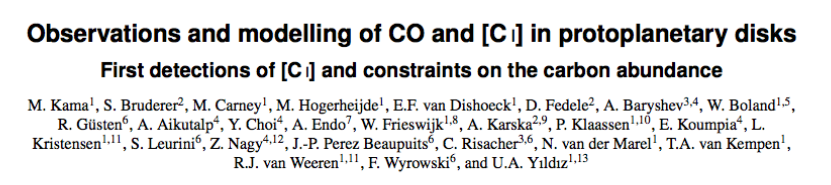 Observations and modelling of CO and [C I] in protoplanetary disks
First detections of [C I] and constraints on the carbon abundance
M. Kama1, S. Bruderer2, M. Carney1, M. Hogerheijde1, E.F. van Dishoeck1, D. Fedele2, A. Baryshev3,4, W. Boland1,5,
R. Güsten6, A. Aikutalp4, Y. Choi4, A. Endo7, W. Frieswijk1,8, A. Karska2,9, P. Klaassen1,10, E. Koumpia4, L.
Kristensen1,11, S. Leurini6, Z. Nagy4,12, J.-P. Perez Beaupuits6, C. Risacher3,6, N. van der Marel1, T.A. van Kempen1,
R.J. van Weeren1,11, F. Wyrowski6, and U.A. Yıldız1,13